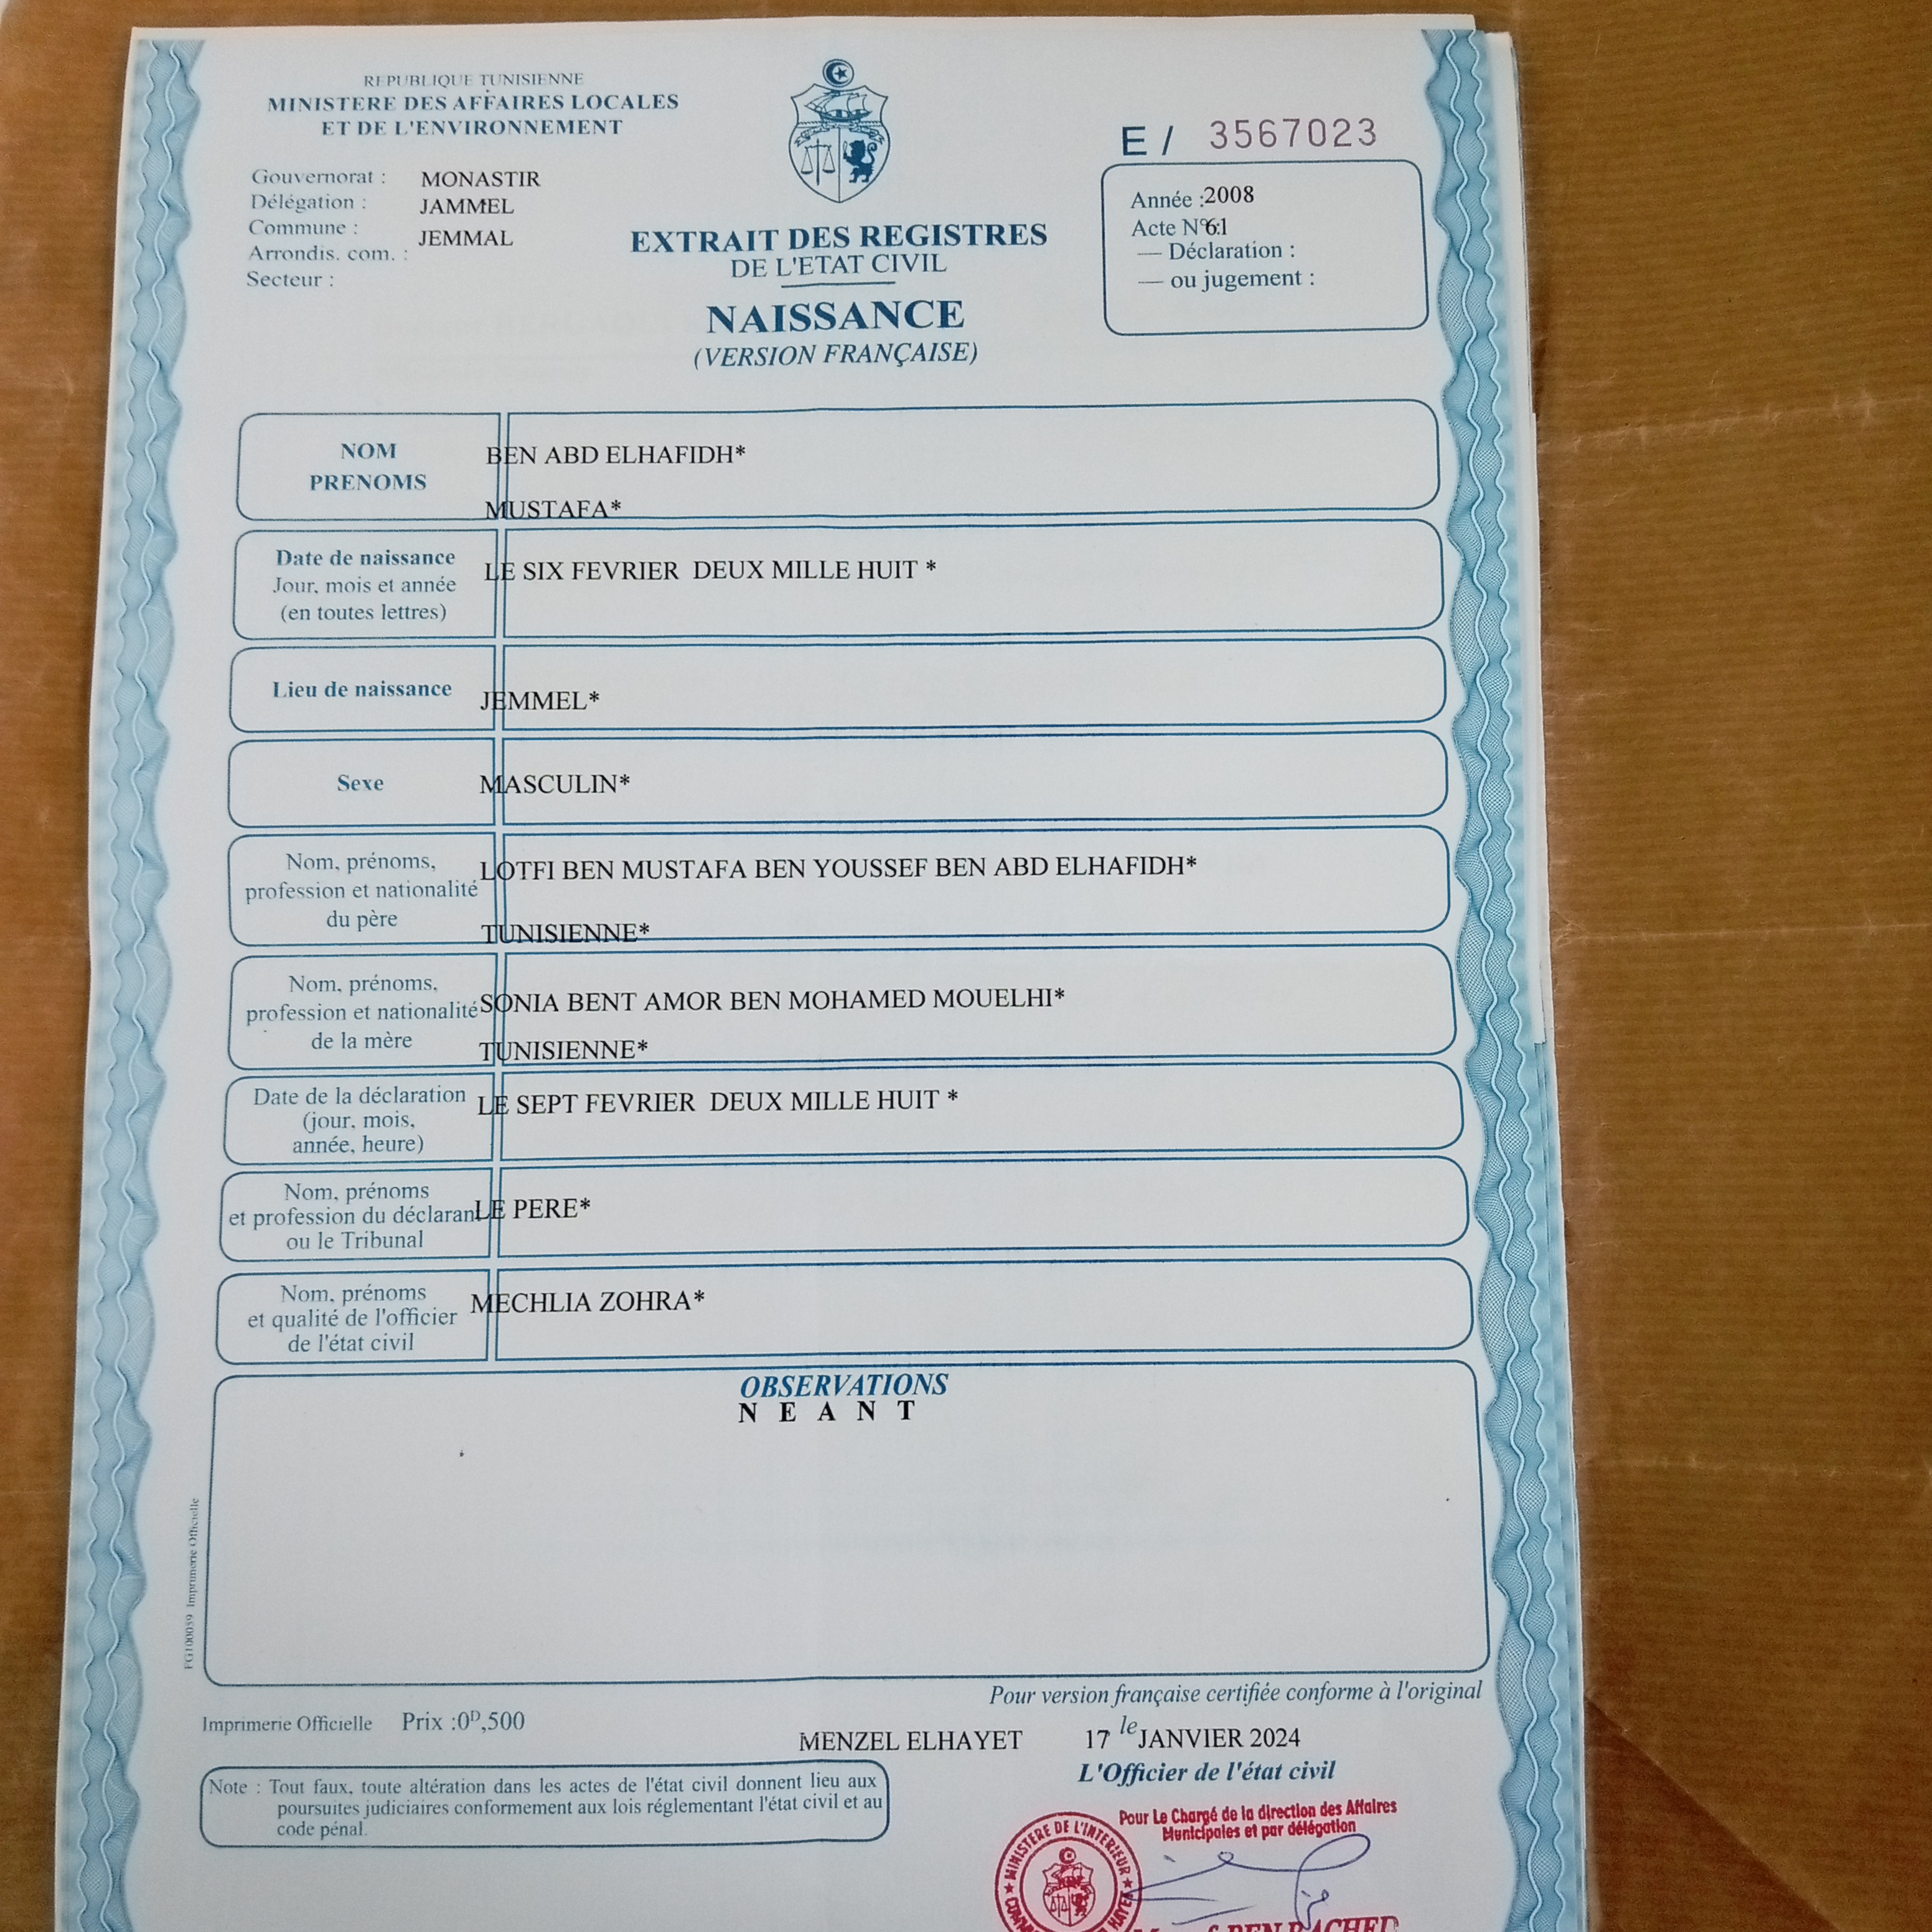 REPUBLIQUE TUNISIENNE
MINISTERE DES AFFAIRES LOCALES
ET DE L'ENVIRONNEMENT
Gouvernorat : MONASTIR
Délégation : JAMMEL
Commune : JEMMAL
Arrondis. com. :
Secteur :
E / 3567023
Année :2008
Acte N°61
— Déclaration :
— ou jugement :
EXTRAIT DES REGISTRES
DE L'ETAT CIVIL
NAISSANCE
(VERSION FRANÇAISE)
NOM
PRENOMS
BEN ABD ELHAFIDH*
MUSTAFA*
Date de naissance
Jour, mois et année
(en toutes lettres)
LE SIX FEVRIER DEUX MILLE HUIT *
Lieu de naissance
JEMMEL*
Sexe
MASCULIN*
Nom, prénoms,
profession et nationalité
du père
LOTFI BEN MUSTAFA BEN YOUSSEF BEN ABD ELHAFIDH*
TUNISIENNE*
Nom, prénoms,
profession et nationalité
de la mère
SONIA BENT AMOR BEN MOHAMED MOUELHI*
TUNISIENNE*
Date de la déclaration
(jour, mois,
année, heure)
LE SEPT FEVRIER DEUX MILLE HUIT *
Nom, prénoms
et profession du déclarant
ou le Tribunal
LE PERE*
Nom, prénoms
et qualité de l'officier
de l'état civil
MECHLIA ZOHRA*
OBSERVATIONS
N E A N T
FG100059 Imprimerie Officielle
Pour version française certifiée conforme à l'original
Imprimerie Officielle Prix :0ᴰ,500
MENZEL ELHAYET 17 le JANVIER 2024
L'Officier de l'état civil
Note : Tout faux, toute altération dans les actes de l'état civil donnent lieu aux
poursuites judiciaires conformement aux lois réglementant l'état civil et au
code pénal.
Pour Le Chargé de la direction des Affaires
Municipales et par délégation
MINISTERE DE L'INTERIEUR
BEN RACHED